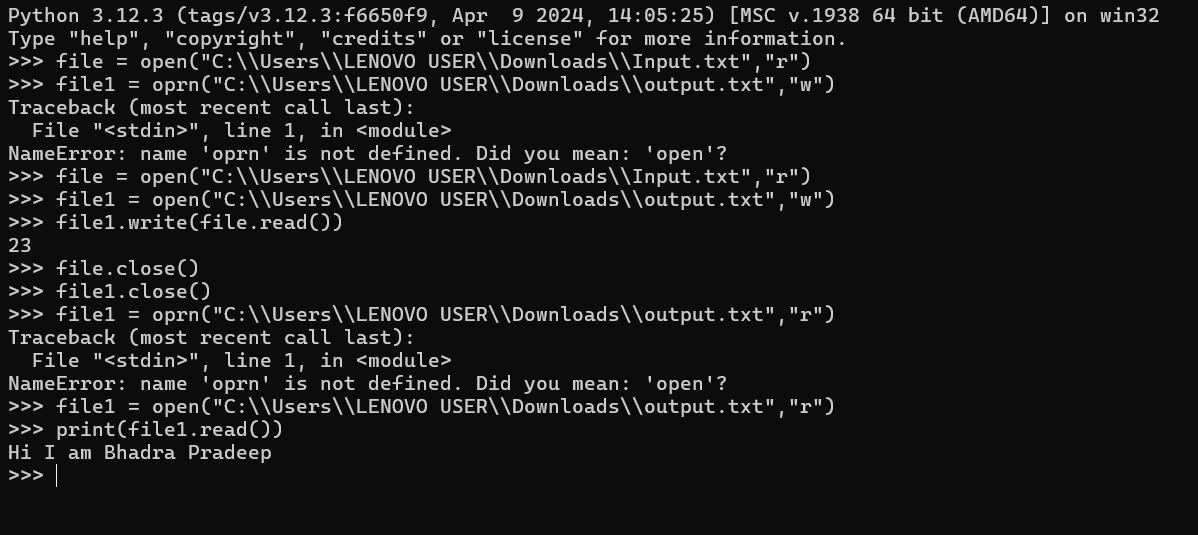 Python 3.12.3 (tags/v3.12.3:f6650f9, Apr  9 2024, 14:05:25) [MSC v.1938 64 bit (AMD64)] on win32
Type "help", "copyright", "credits" or "license" for more information.
>>> file = open("C:\\Users\\LENOVO USER\\Downloads\\Input.txt","r")
>>> file1 = oprn("C:\\Users\\LENOVO USER\\Downloads\\output.txt","w")
Traceback (most recent call last):
  File "<stdin>", line 1, in <module>
NameError: name 'oprn' is not defined. Did you mean: 'open'?
>>> file = open("C:\\Users\\LENOVO USER\\Downloads\\Input.txt","r")
>>> file1 = open("C:\\Users\\LENOVO USER\\Downloads\\output.txt","w")
>>> file1.write(file.read())
23
>>> file.close()
>>> file1.close()
>>> file1 = oprn("C:\\Users\\LENOVO USER\\Downloads\\output.txt","r")
Traceback (most recent call last):
  File "<stdin>", line 1, in <module>
NameError: name 'oprn' is not defined. Did you mean: 'open'?
>>> file1 = open("C:\\Users\\LENOVO USER\\Downloads\\output.txt","r")
>>> print(file1.read())
Hi I am Bhadra Pradeep
>>>